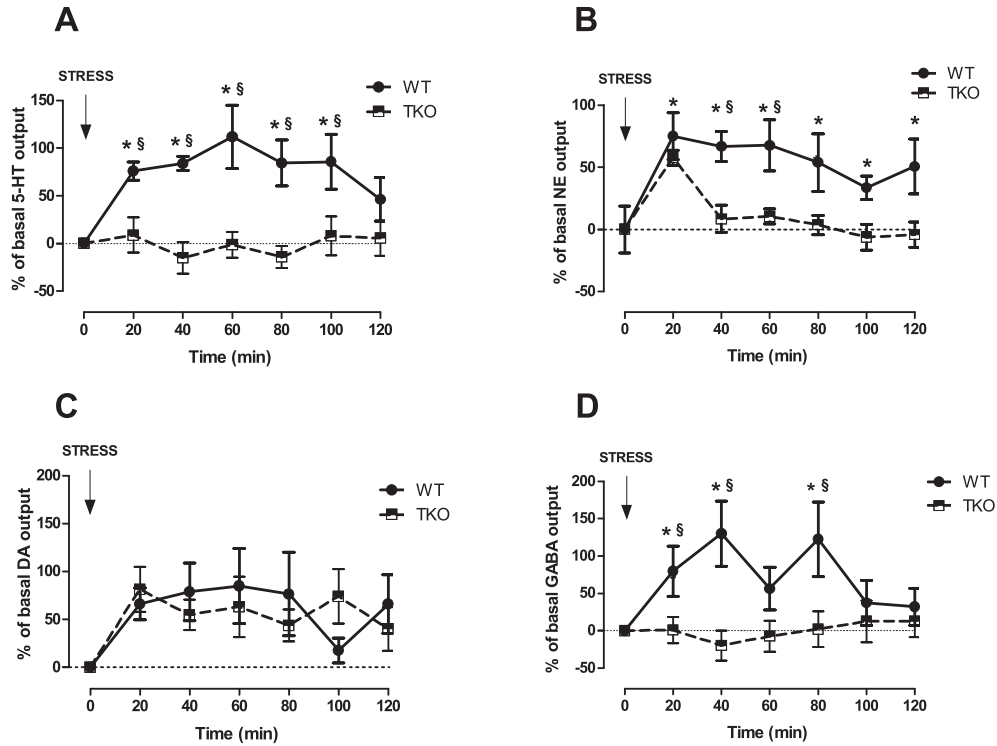 A
STRESS
WT
TKO
% of basal 5-HT output
150
100
50
0
-50
* §
* §
* §
* §
* §
0 20 40 60 80 100 120
Time (min)
B
STRESS
WT
TKO
% of basal NE output
100
50
0
-50
*
* §
* §
*
*
*
0 20 40 60 80 100 120
Time (min)
C
STRESS
WT
TKO
% of basal DA output
200
150
100
50
0
0 20 40 60 80 100 120
Time (min)
D
STRESS
WT
TKO
% of basal GABA output
200
150
100
50
0
-50
* §
* §
* §
0 20 40 60 80 100 120
Time (min)